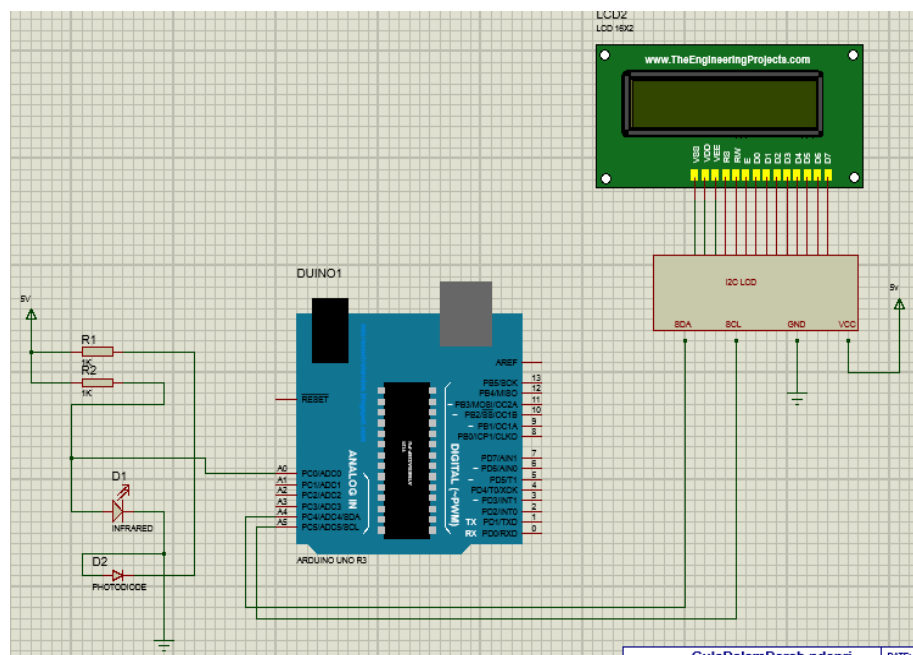 LCD2
LCD 16X2
www.TheEngineeringProjects.com
VSS
VDD
VEE
RS
RW
E
D0
D1
D2
D3
D4
D5
D6
D7
I2C LCD
SDA
SCL
GND
VCC
5v
5V
R1
1K
R2
1K
D1
INFRARED
D2
PHOTODIODE
DUINO1
RESET
ANALOG IN
A0 PC0/ADC0
A1 PC1/ADC1
A2 PC2/ADC2
A3 PC3/ADC3
A4 PC4/ADC4/SDA
A5 PC5/ADC5/SCL
ARDUINO UNO R3
DIGITAL (~PWM)
AREF
PB5/SCK 13
PB4/MISO 12
~ PB3/MOSI/OC2A 11
~ PB2/SS/OC1B 10
~ PB1/OC1A 9
PB0/ICP1/CLKO 8
PD7/AIN1 7
~ PD6/AIN0 6
~ PD5/T1 5
PD4/T0/XCK 4
~ PD3/INT1 3
PD2/INT0 2
TX PD1/TXD 1
RX PD0/RXD 0